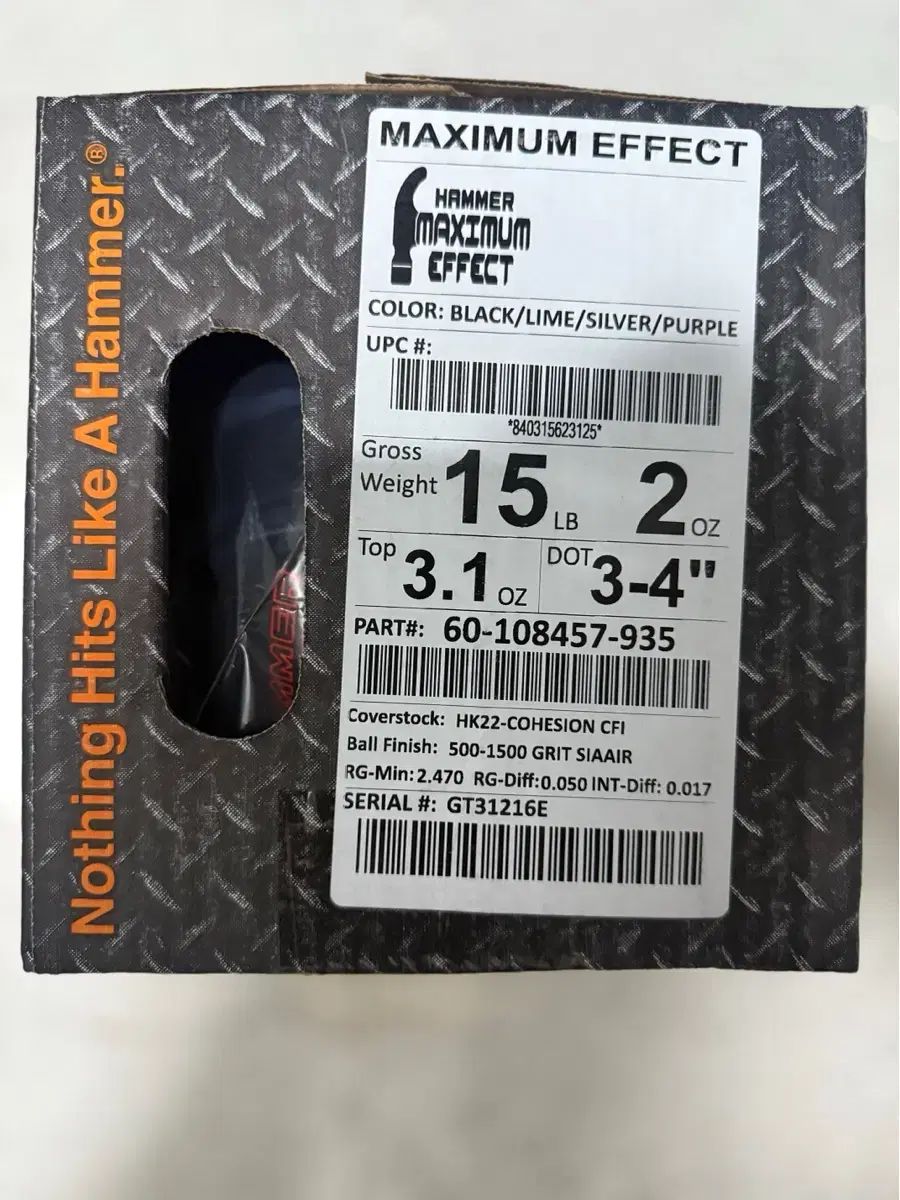 Nothing Hits Like A Hammer.®
MAXIMUM EFFECT
HAMMER
MAXIMUM
EFFECT
COLOR: BLACK/LIME/SILVER/PURPLE
UPC #:
*840315623125*
Gross
Weight 15 LB 2 OZ
Top 3.1 OZ DOT 3-4"
PART#: 60-108457-935
Coverstock: HK22-COHESION CFI
Ball Finish: 500-1500 GRIT SIAAIR
RG-Min: 2.470 RG-Diff:0.050 INT-Diff: 0.017
SERIAL #: GT31216E